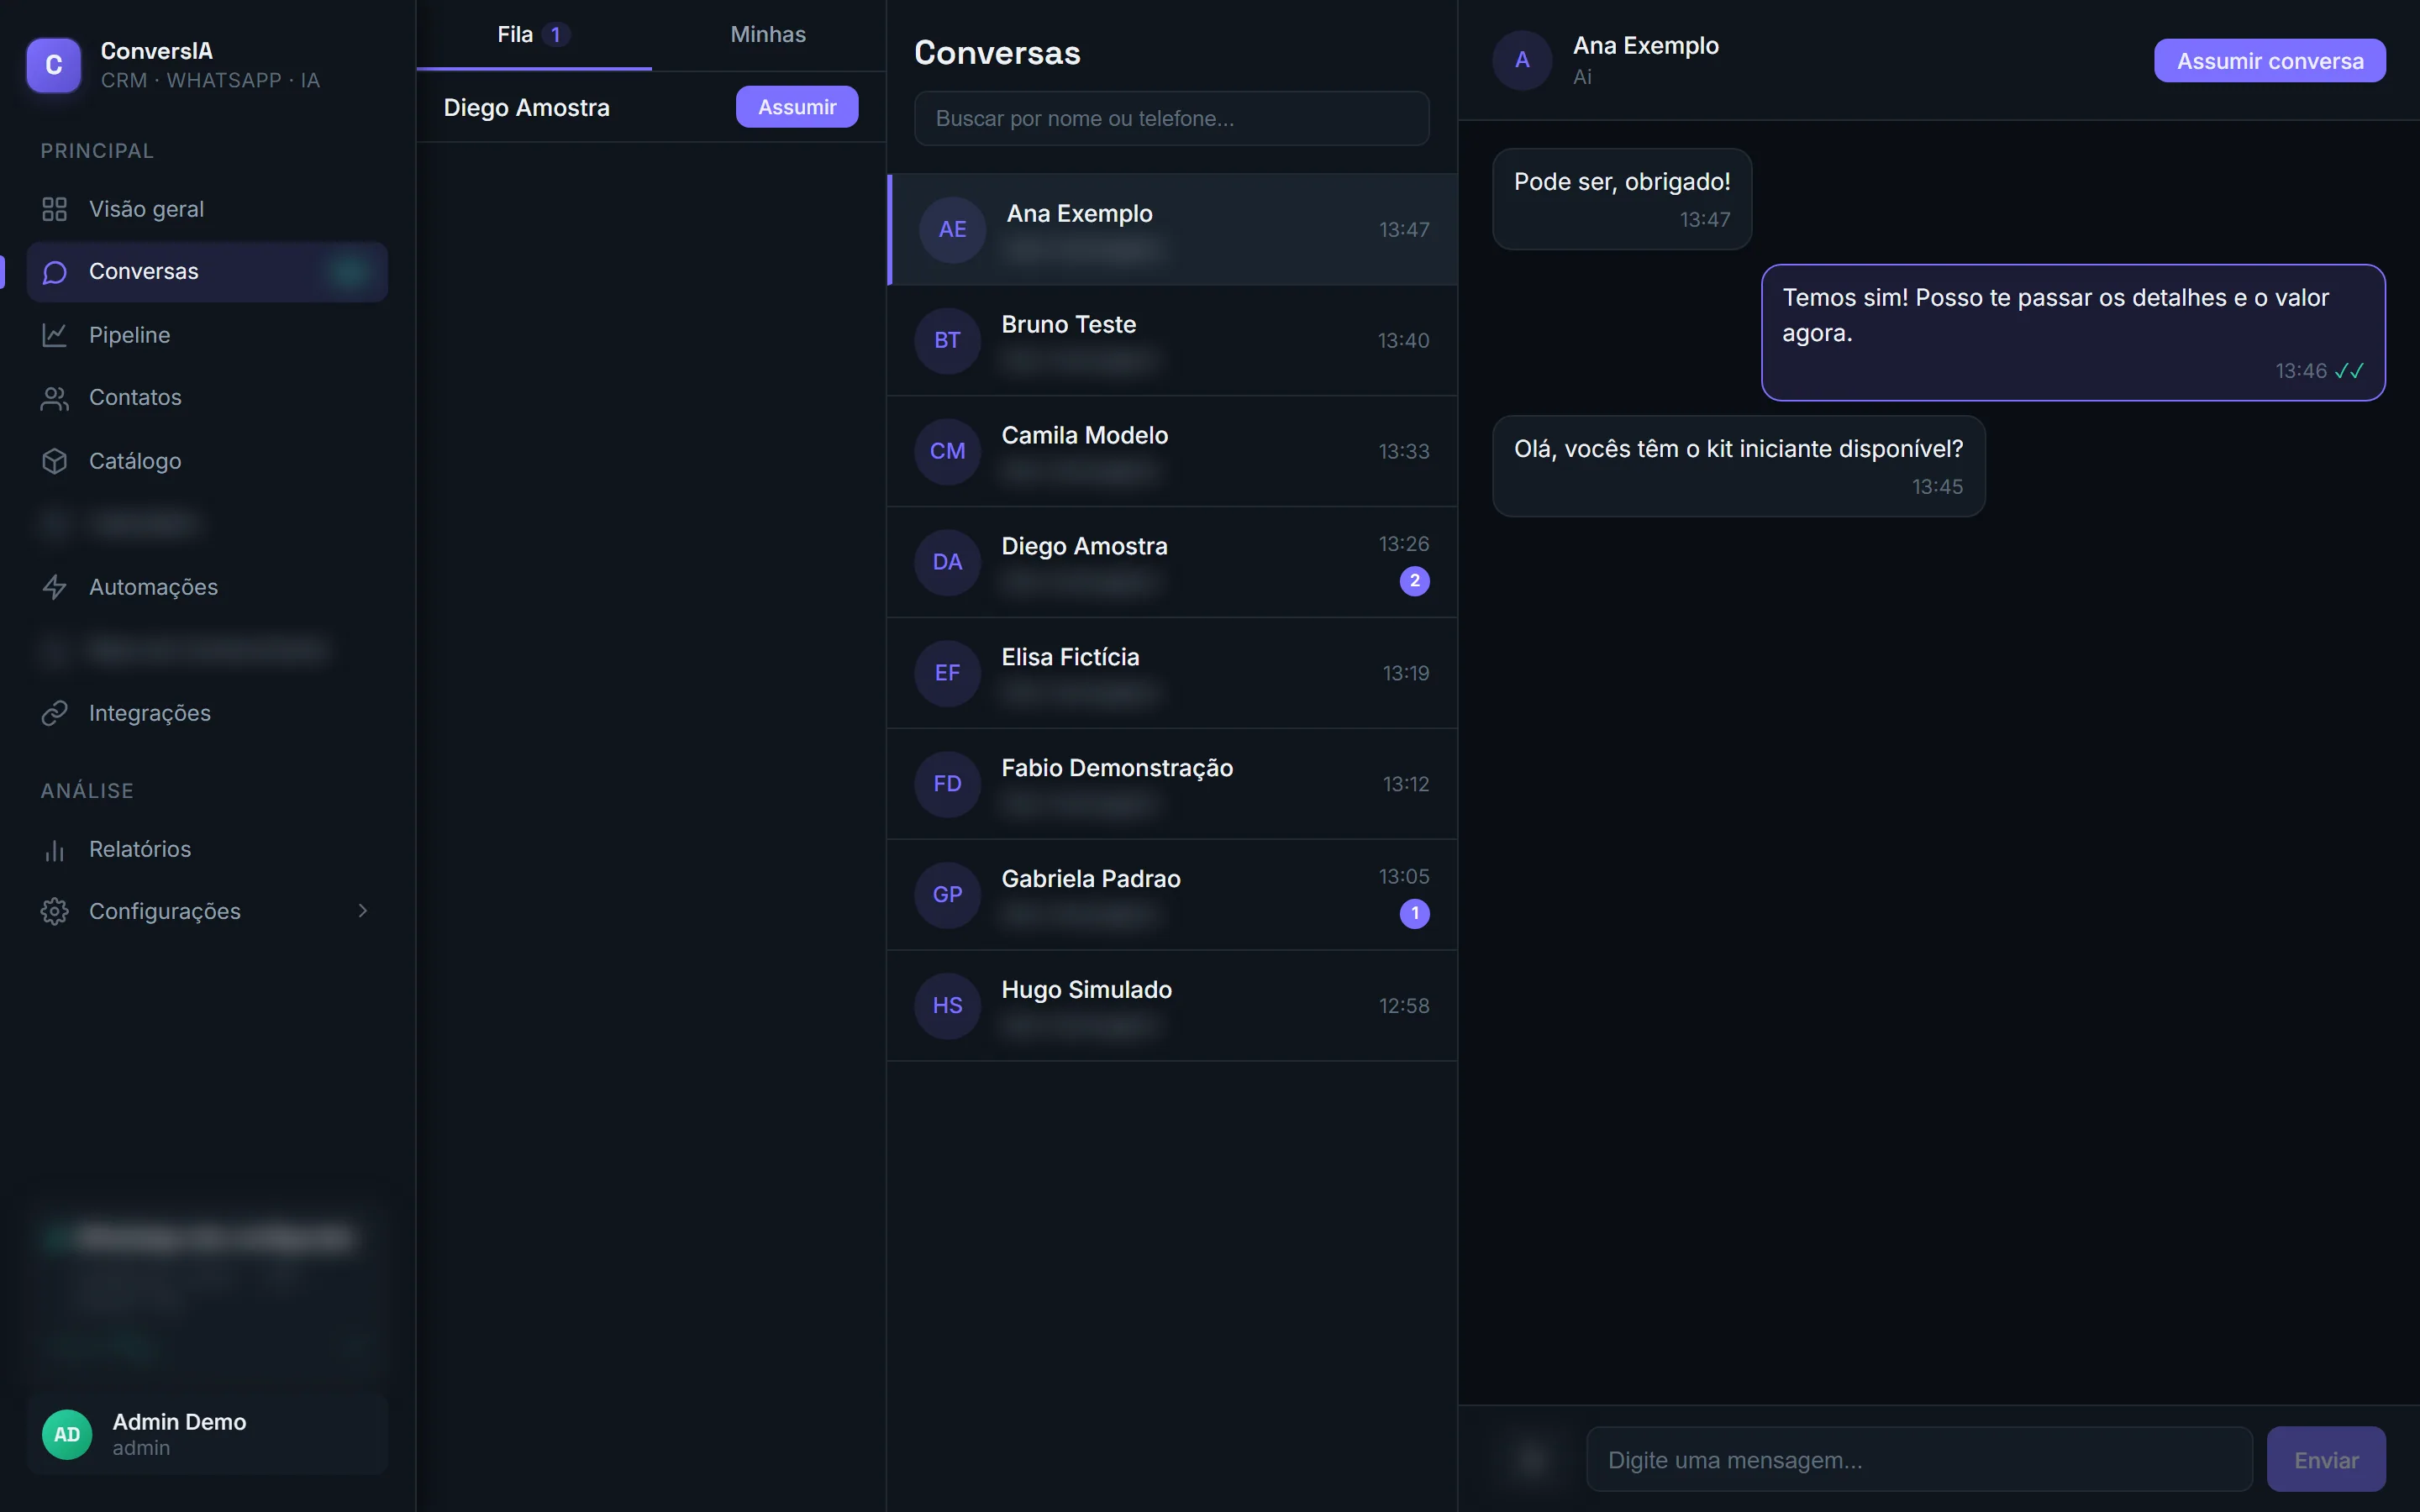 C
ConversIA
CRM · WHATSAPP · IA
PRINCIPAL
Visão geral
Conversas
Pipeline
Contatos
Catálogo
Automações
Integrações
ANÁLISE
Relatórios
Configurações
AD
Admin Demo
admin
Fila 1
Minhas
Diego Amostra
Assumir
Conversas
Buscar por nome ou telefone...
AE
Ana Exemplo
13:47
BT
Bruno Teste
13:40
CM
Camila Modelo
13:33
DA
Diego Amostra
13:26
2
EF
Elisa Fictícia
13:19
FD
Fabio Demonstração
13:12
GP
Gabriela Padrao
13:05
1
HS
Hugo Simulado
12:58
A
Ana Exemplo
Ai
Assumir conversa
Pode ser, obrigado!
13:47
Temos sim! Posso te passar os detalhes e o valor
agora.
13:46 ✓✓
Olá, vocês têm o kit iniciante disponível?
13:45
Digite uma mensagem...
Enviar